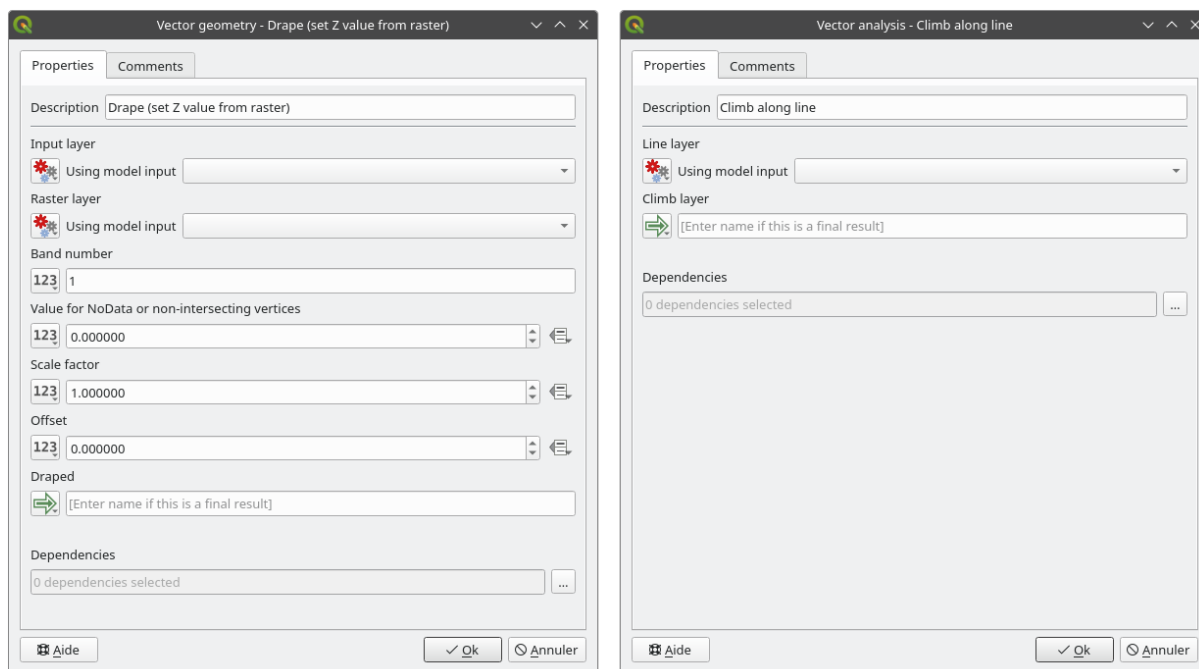 Vector geometry - Drape (set Z value from raster)
Properties
Comments
Description Drape (set Z value from raster)
Input layer
Using model input
Raster layer
Using model input
Band number
123 1
Value for NoData or non-intersecting vertices
123 0.000000
Scale factor
123 1.000000
Offset
123 0.000000
Draped
[Enter name if this is a final result]
Dependencies
0 dependencies selected ...
Aide
Ok
Annuler
Vector analysis - Climb along line
Properties
Comments
Description Climb along line
Line layer
Using model input
Climb layer
[Enter name if this is a final result]
Dependencies
0 dependencies selected ...
Aide
Ok
Annuler